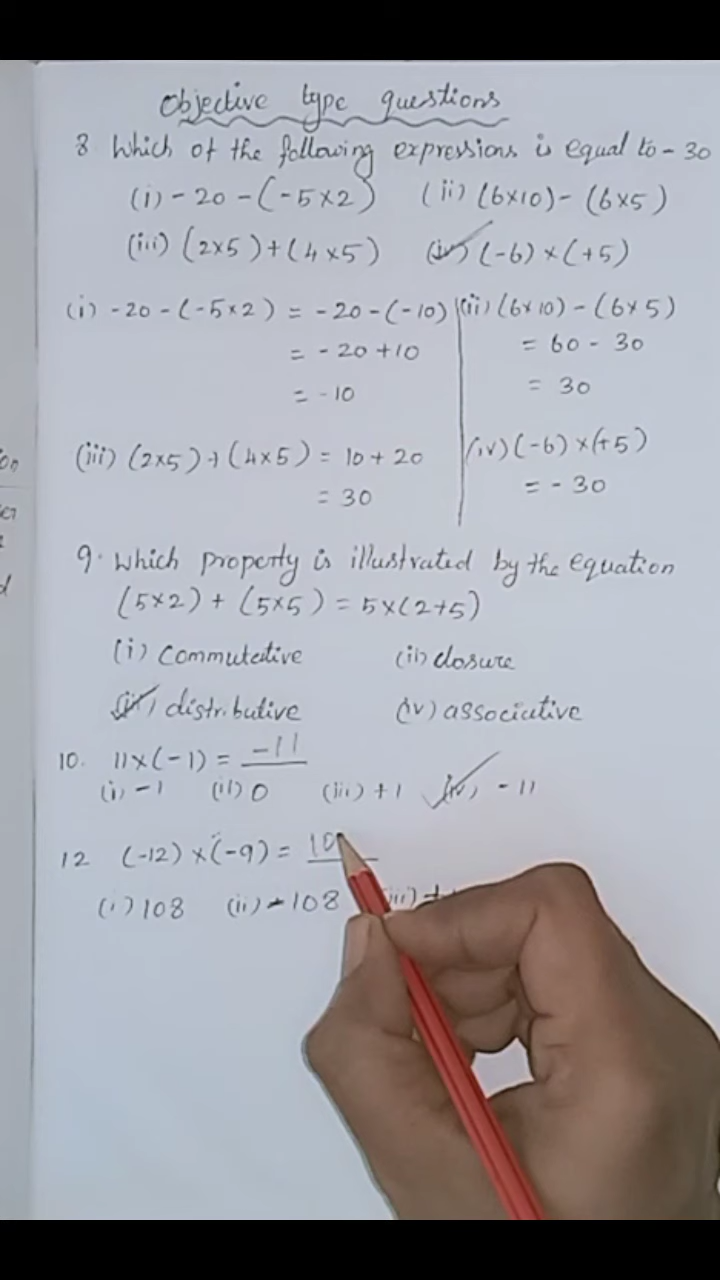 Objective type questions
8 Which of the following expressions is equal to - 30
(i) - 20 - (-5×2) (ii) (6×10) - (6×5)
(iii) (2×5) + (4×5) (iv) (-6) × (+5)
(i) -20 - (-5×2) = -20 - (-10)
= -20 +10
= -10
(ii) (6×10) - (6×5)
= 60 - 30
= 30
(iii) (2×5) + (4×5) = 10 + 20
= 30
(iv) (-6) × (+5)
= - 30
9. Which property is illustrated by the equation
(5×2) + (5×5) = 5×(2+5)
(i) Commutative (ii) closure
(iii) distributive (iv) associative
10. 11×(-1) = -11
(i) -1 (ii) 0 (iii) +1 (iv) - 11
12 (-12) × (-9) = 10
(i) 108 (ii) - 108 (iii) +